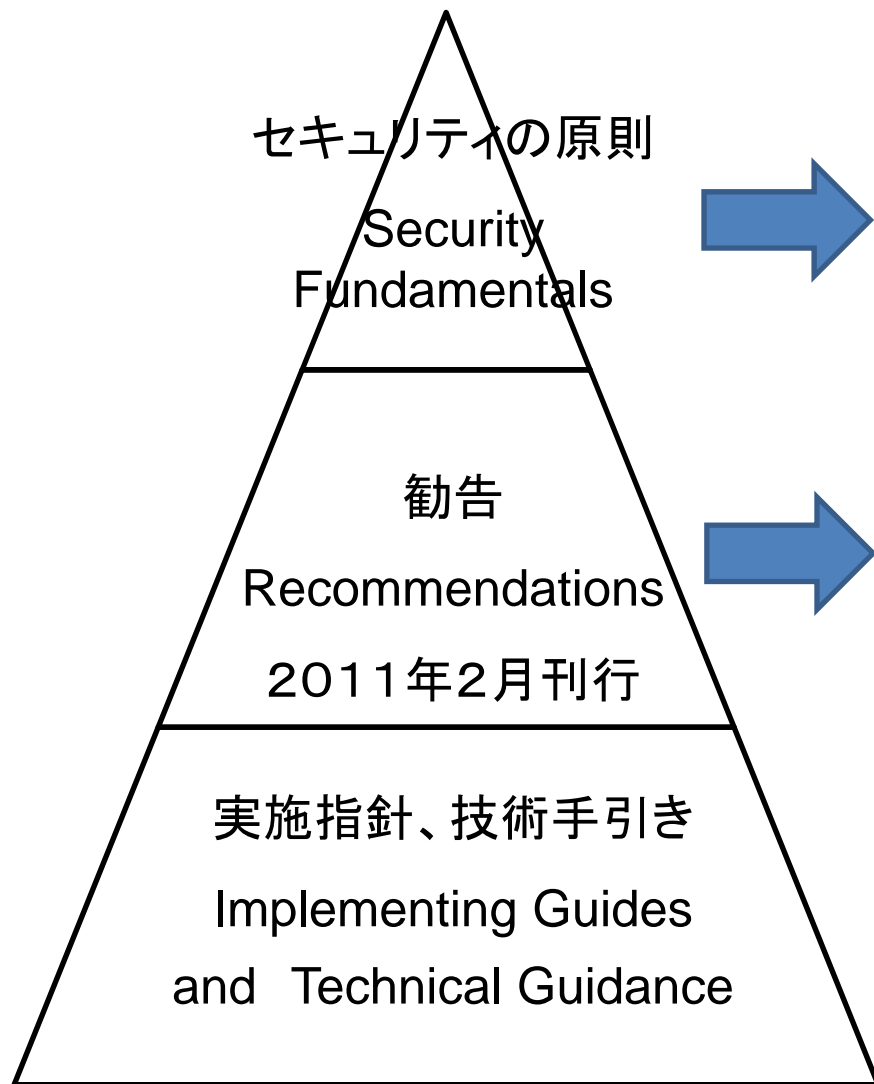 セキュリティの原則
Security
Fundamentals
勧告
Recommendations
2011年2月刊行
実施指針、技術手引き
Implementing Guides
and Technical Guidance